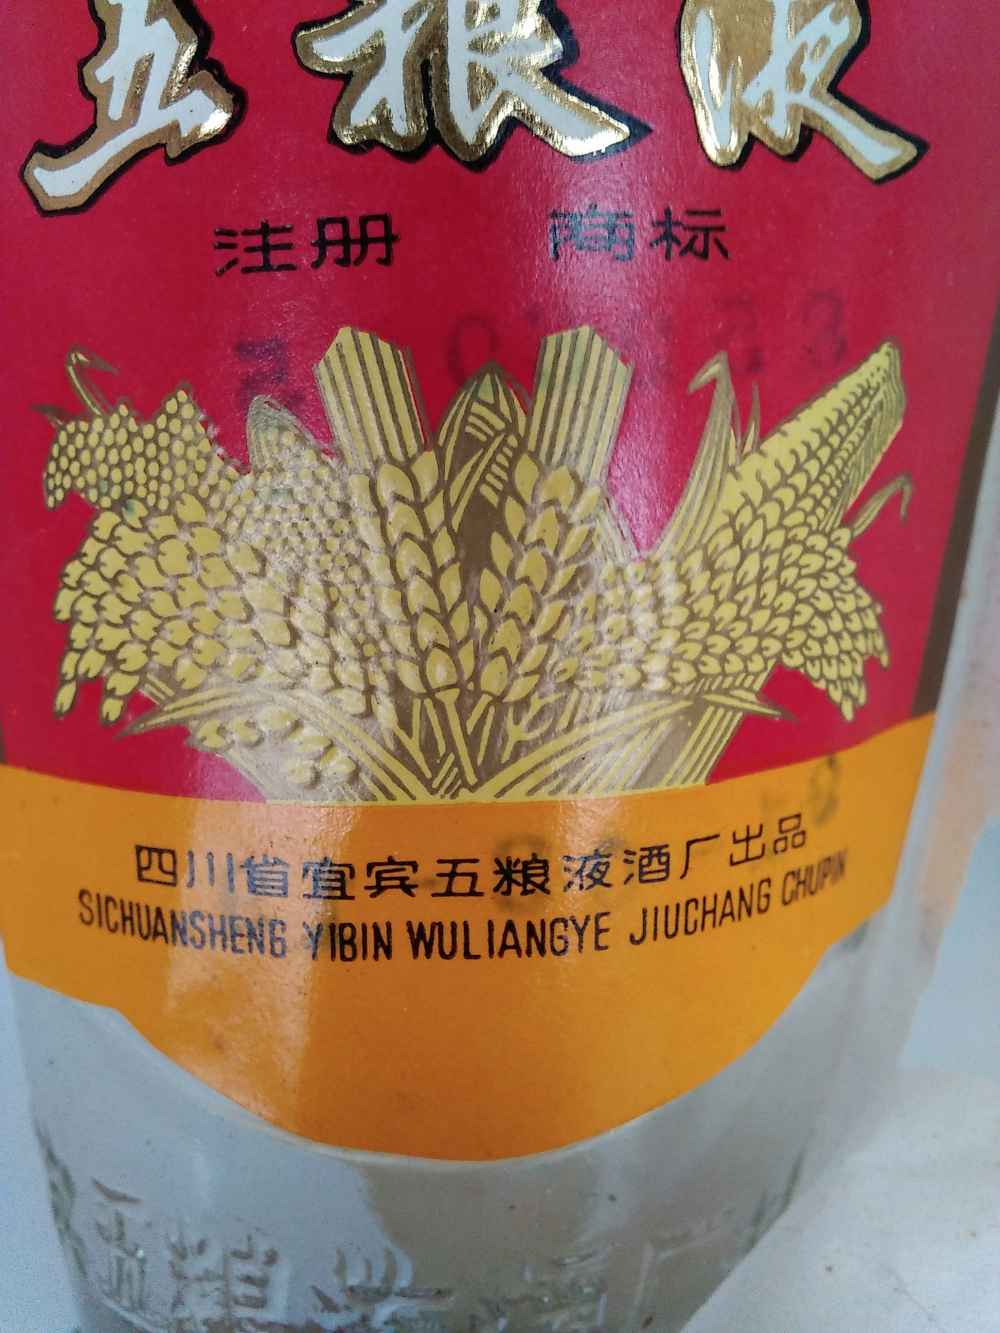 五粮液
注册 商标
四川省宜宾五粮液酒厂出品
SICHUANSHENG YIBIN WULIANGYE JIUCHANG CHUPIN